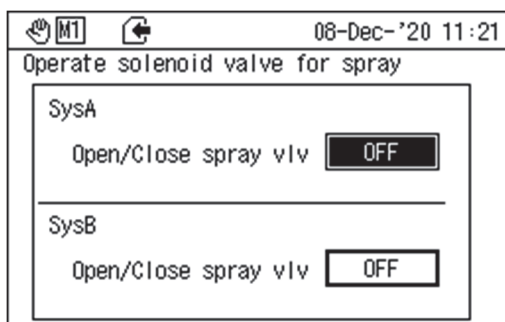 M1 08-Dec-'20 11:21
Operate solenoid valve for spray
SysA
Open/Close spray vlv OFF
SysB
Open/Close spray vlv OFF